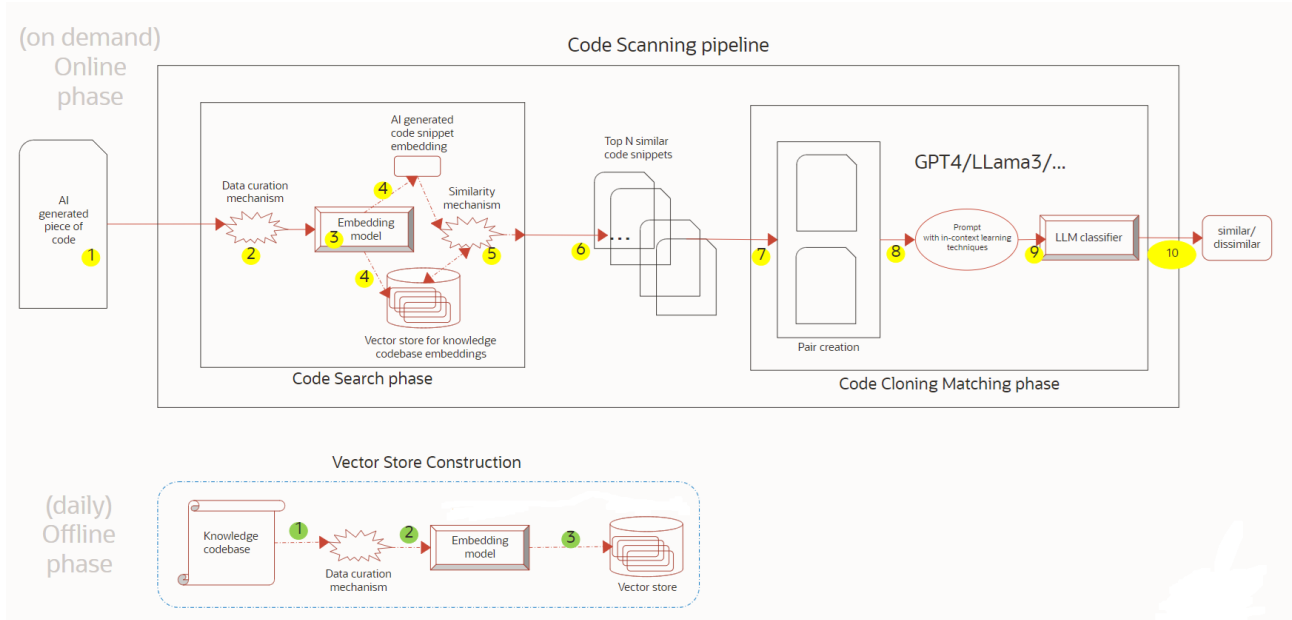 (on demand)
Online
phase
Code Scanning pipeline
AI
generated
piece of
code
1
Data curation
mechanism
2
Embedding
model
3
4
AI generated
code snippet
embedding
4
Similarity
mechanism
5
Vector store for knowledge
codebase embeddings
Code Search phase
6
Top N similar
code snippets
...
7
Pair creation
GPT4/LLama3/...
8
Prompt
with in-context learning
techniques
9
LLM classifier
10
similar/
dissimilar
Code Cloning Matching phase
(daily)
Offline
phase
Vector Store Construction
Knowledge
codebase
1
Data curation
mechanism
2
Embedding
model
3
Vector store